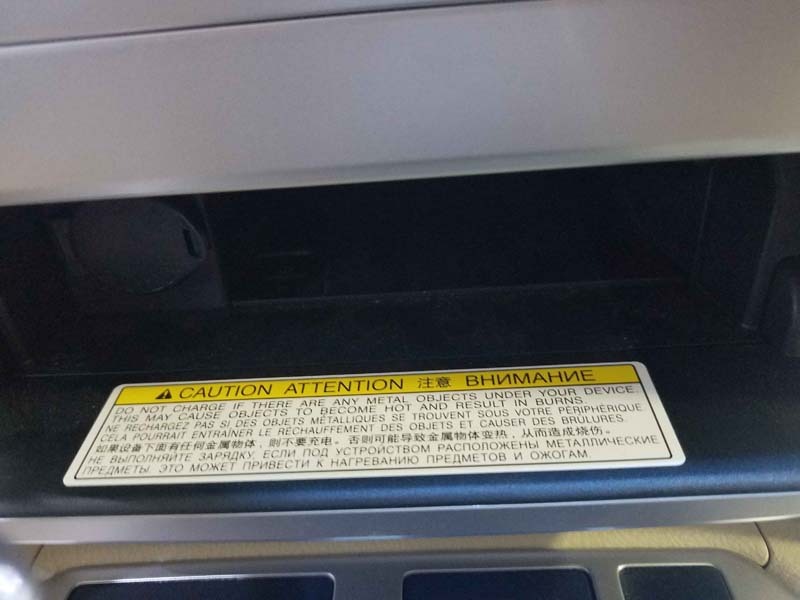 ⚠ CAUTION ATTENTION 注意 ВНИМАНИЕ
DO NOT CHARGE IF THERE ARE ANY METAL OBJECTS UNDER YOUR DEVICE.
THIS MAY CAUSE OBJECTS TO BECOME HOT AND RESULT IN BURNS.
NE RECHARGEZ PAS SI DES OBJETS MÉTALLIQUES SE TROUVENT SOUS VOTRE PÉRIPHÉRIQUE.
CELA POURRAIT ENTRAÎNER LE RÉCHAUFFEMENT DES OBJETS ET CAUSER DES BRÛLURES.
如果设备下面有任何金属物体，则不要充电。否则可能导致金属物体变热，从而造成烧伤。
НЕ ВЫПОЛНЯЙТЕ ЗАРЯДКУ, ЕСЛИ ПОД УСТРОЙСТВОМ РАСПОЛОЖЕНЫ МЕТАЛЛИЧЕСКИЕ
ПРЕДМЕТЫ. ЭТО МОЖЕТ ПРИВЕСТИ К НАГРЕВАНИЮ ПРЕДМЕТОВ И ОЖОГАМ.